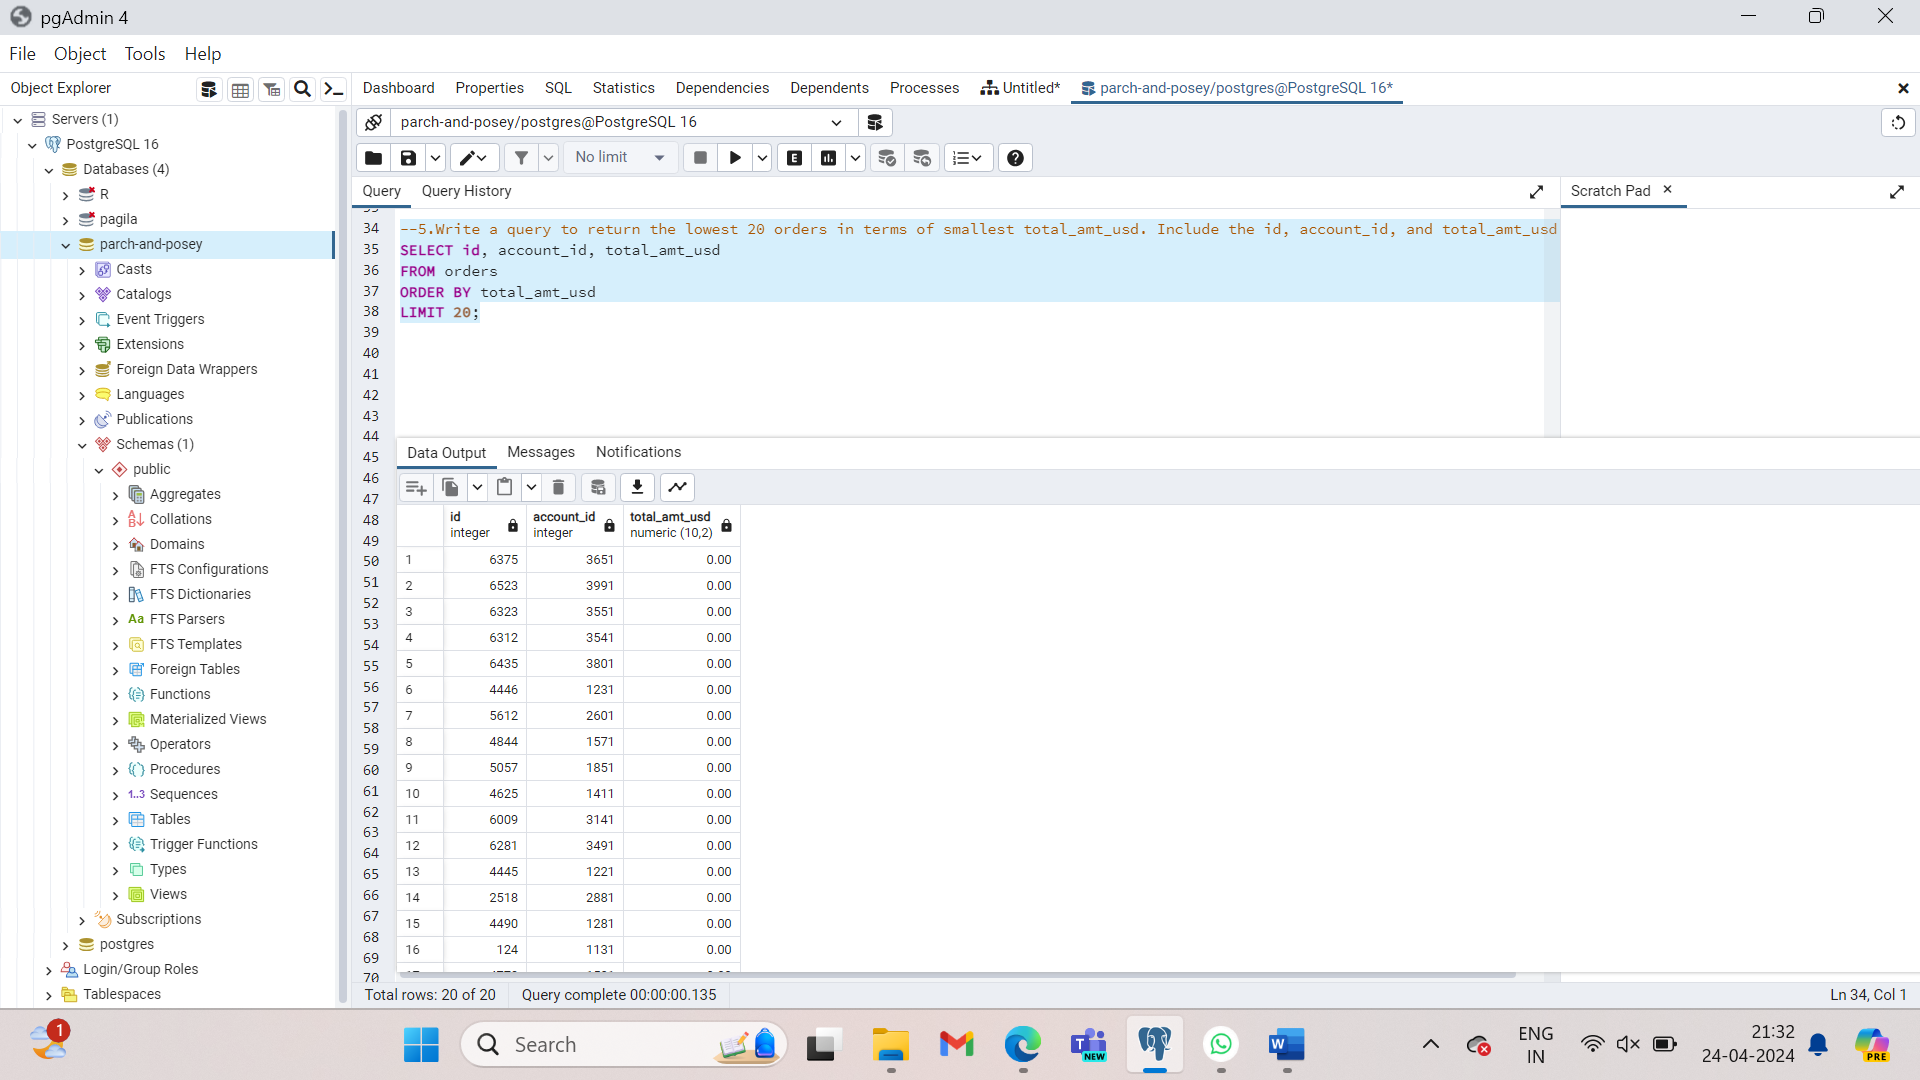 pgAdmin 4
File Object Tools Help
Object Explorer
Dashboard Properties SQL Statistics Dependencies Dependents Processes Untitled* parch-and-posey/postgres@PostgreSQL 16*
Servers (1)
PostgreSQL 16
Databases (4)
R
pagila
parch-and-posey
Casts
Catalogs
Event Triggers
Extensions
Foreign Data Wrappers
Languages
Publications
Schemas (1)
public
Aggregates
Collations
Domains
FTS Configurations
FTS Dictionaries
Aa FTS Parsers
FTS Templates
Foreign Tables
Functions
Materialized Views
Operators
Procedures
1..3 Sequences
Tables
Trigger Functions
Types
Views
Subscriptions
postgres
Login/Group Roles
Tablespaces
parch-and-posey/postgres@PostgreSQL 16
No limit
E
Query Query History
Scratch Pad
34 --5.Write a query to return the lowest 20 orders in terms of smallest total_amt_usd. Include the id, account_id, and total_amt_usd
35 SELECT id, account_id, total_amt_usd
36 FROM orders
37 ORDER BY total_amt_usd
38 LIMIT 20;
39
40
41
42
43
44
45
46
47
48
49
50
51
52
53
54
55
56
57
58
59
60
61
62
63
64
65
66
67
68
69
70
Data Output Messages Notifications
id integer account_id integer total_amt_usd numeric (10,2)
1 6375 3651 0.00
2 6523 3991 0.00
3 6323 3551 0.00
4 6312 3541 0.00
5 6435 3801 0.00
6 4446 1231 0.00
7 5612 2601 0.00
8 4844 1571 0.00
9 5057 1851 0.00
10 4625 1411 0.00
11 6009 3141 0.00
12 6281 3491 0.00
13 4445 1221 0.00
14 2518 2881 0.00
15 4490 1281 0.00
16 124 1131 0.00
Total rows: 20 of 20 Query complete 00:00:00.135
Ln 34, Col 1
1
Search
NEW
ENG
IN
21:32
24-04-2024
PRE